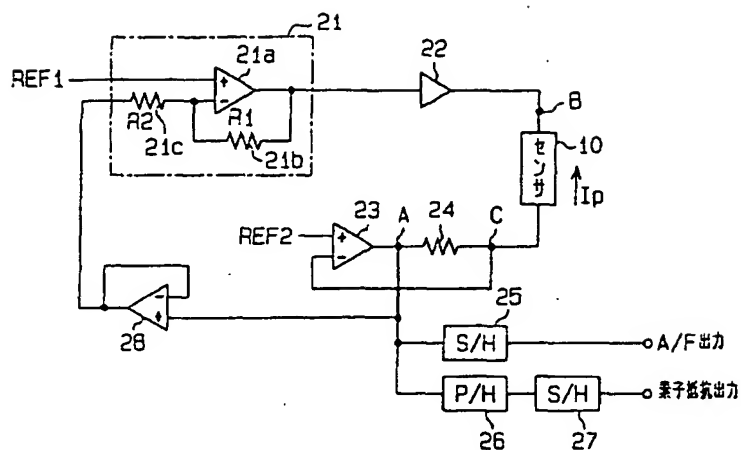 21
22
REF1
21a
+
-
R2
R1
21c
21b
B
センサ
10
Ip
23
A
24
C
REF2
+
-
-
+
28
25
S/H
A/F出力
P/H
S/H
素子抵抗出力
26
27